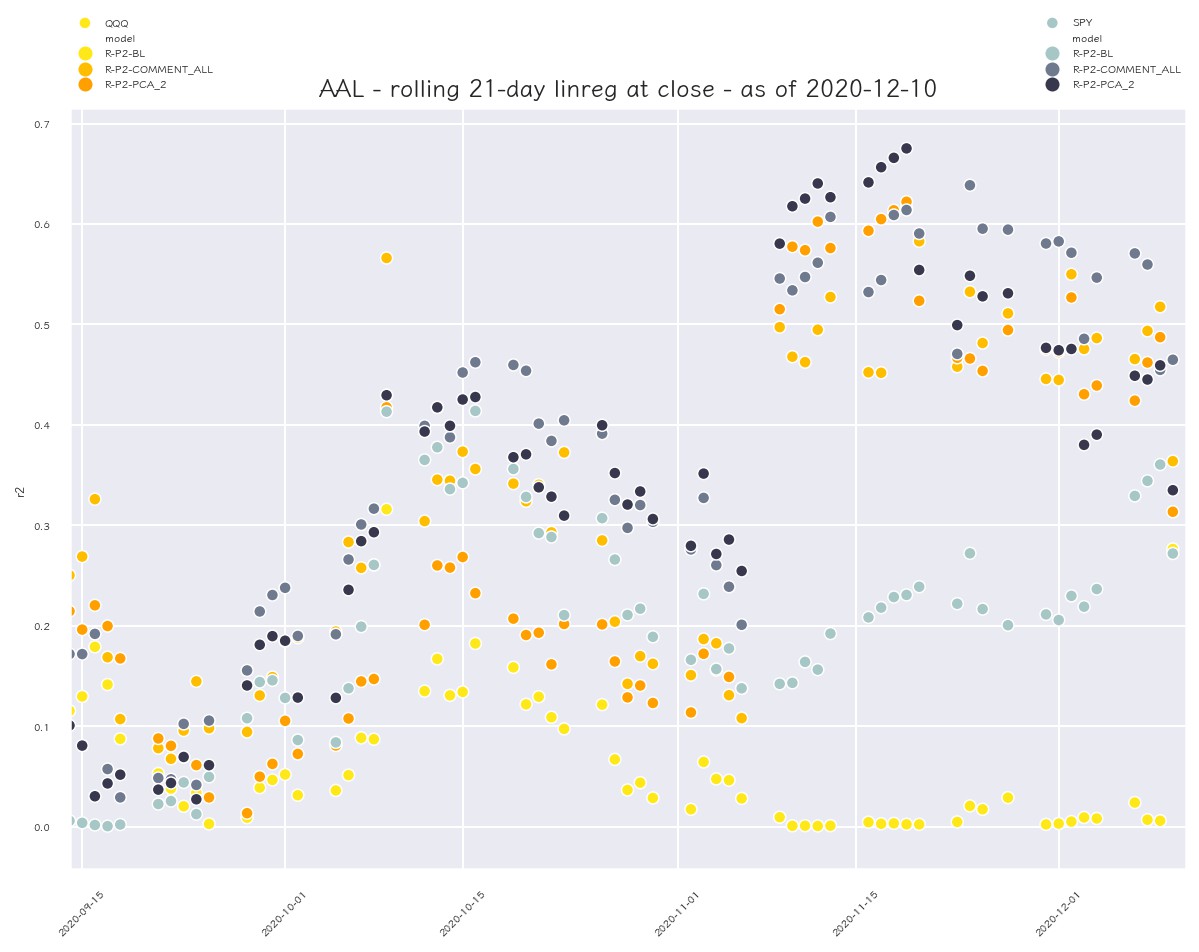 QQQ
model
R-P2-BL
R-P2-COMMENT_ALL
R-P2-PCA_2
SPY
model
R-P2-BL
R-P2-COMMENT_ALL
R-P2-PCA_2
AAL - rolling 21-day linreg at close - as of 2020-12-10
0.7
0.6
0.5
0.4
0.3
0.2
0.1
0.0
r2
2020-09-15
2020-10-01
2020-10-15
2020-11-01
2020-11-15
2020-12-01